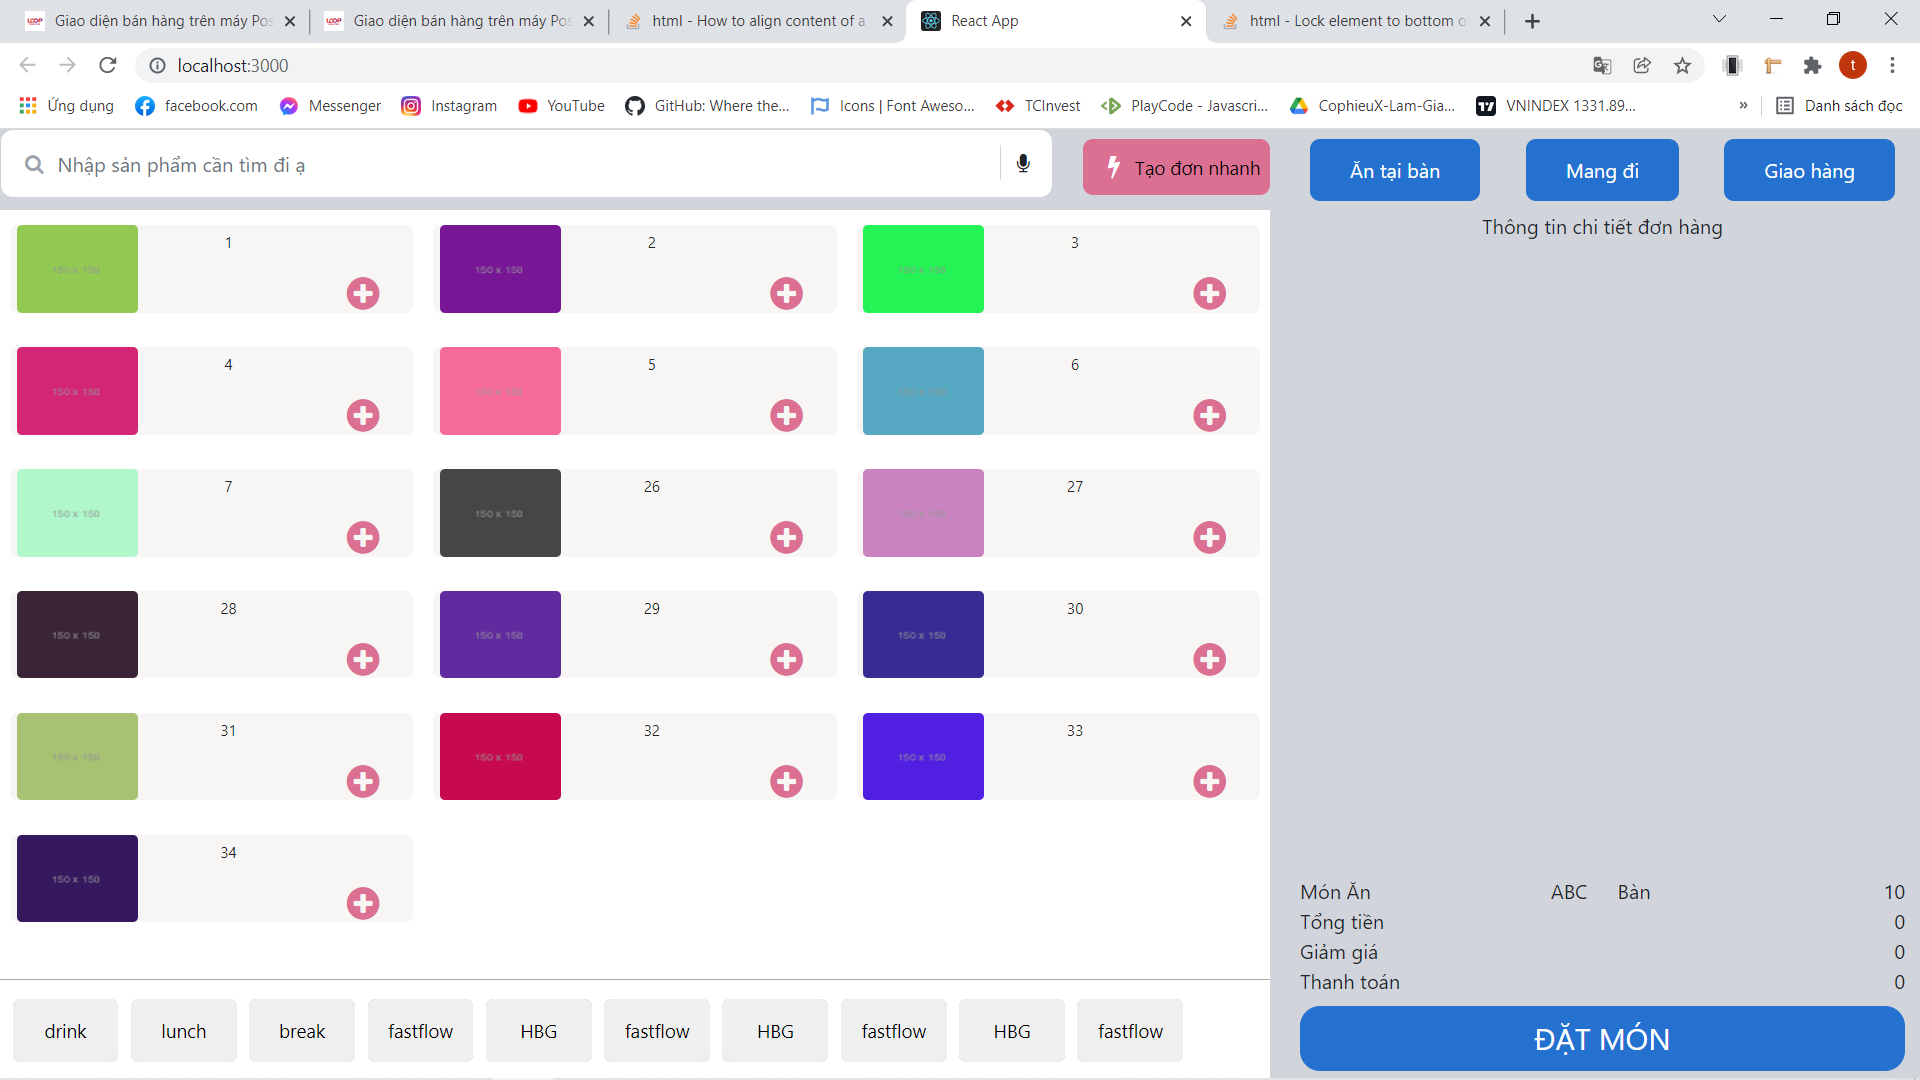 Giao diện bán hàng trên máy Pos
Giao diện bán hàng trên máy Pos
html - How to align content of a
React App
html - Lock element to bottom o
localhost:3000
t
Ứng dụng
facebook.com
Messenger
Instagram
YouTube
GitHub: Where the...
Icons | Font Aweso...
TCInvest
PlayCode - Javascri...
CophieuX-Lam-Gia...
VNINDEX 1331.89...
»
Danh sách đọc
Nhập sản phẩm cần tìm đi ạ
Tạo đơn nhanh
Ăn tại bàn
Mang đi
Giao hàng
Thông tin chi tiết đơn hàng
150 x 150
1
150 x 150
2
150 x 150
3
150 x 150
4
150 x 150
5
150 x 150
6
150 x 150
7
150 x 150
26
150 x 150
27
150 x 150
28
150 x 150
29
150 x 150
30
150 x 150
31
150 x 150
32
150 x 150
33
150 x 150
34
Món Ăn ABC Bàn 10
Tổng tiền 0
Giảm giá 0
Thanh toán 0
ĐẶT MÓN
drink
lunch
break
fastflow
HBG
fastflow
HBG
fastflow
HBG
fastflow